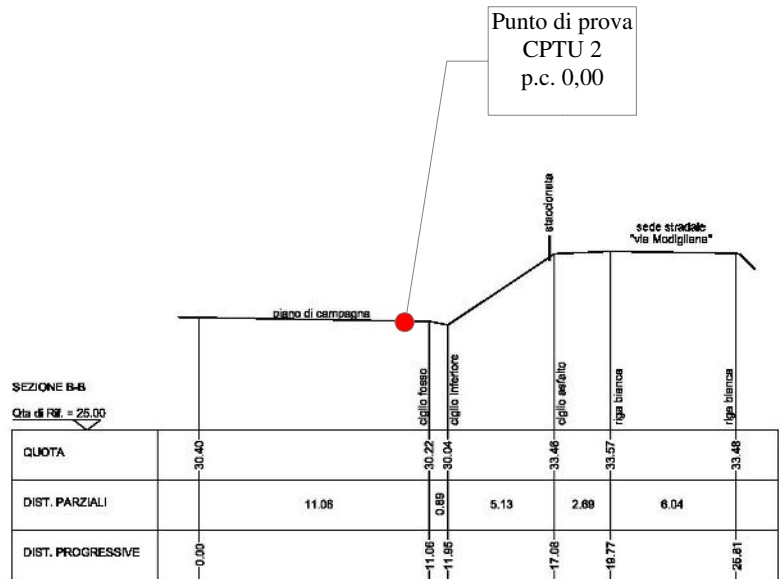 Punto di prova
CPTU 2
p.c. 0,00
staccionata
sede stradale
"via Modigliana"
piano di campagna
ciglio fosso
ciglio inferiore
ciglio asfalto
riga bianca
riga bianca
SEZIONE B-B
Qta di Rif. = 25.00
QUOTA 30.40 30.22 30.04 33.46 33.57 33.48
DIST. PARZIALI 11.06 0.89 5.13 2.69 6.04
DIST. PROGRESSIVE 0.00 11.06 11.95 17.08 19.77 25.81